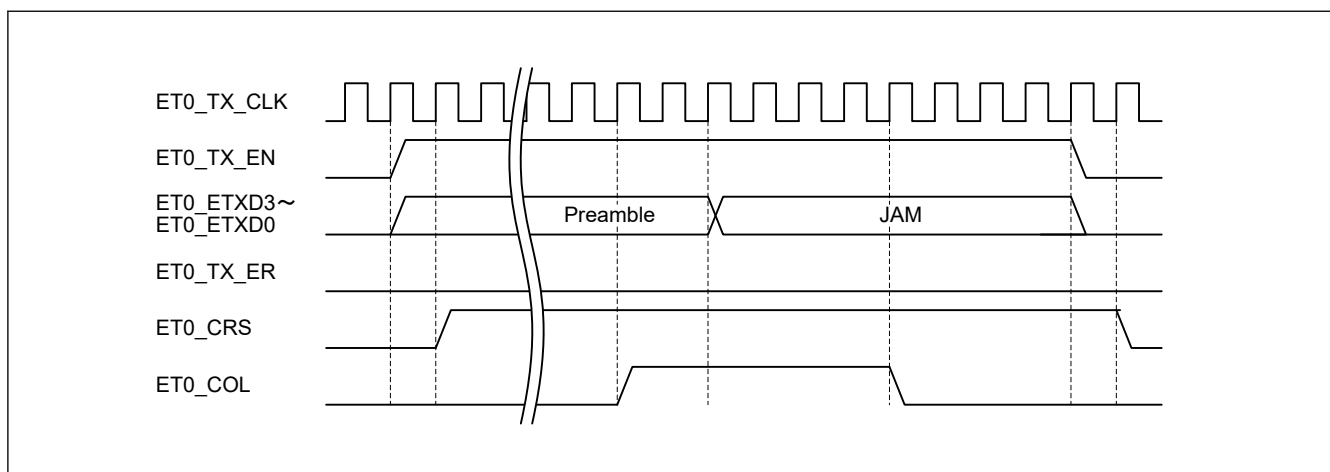 ET0_TX_CLK
ET0_TX_EN
ET0_ETXD3～
ET0_ETXD0
Preamble
JAM
ET0_TX_ER
ET0_CRS
ET0_COL